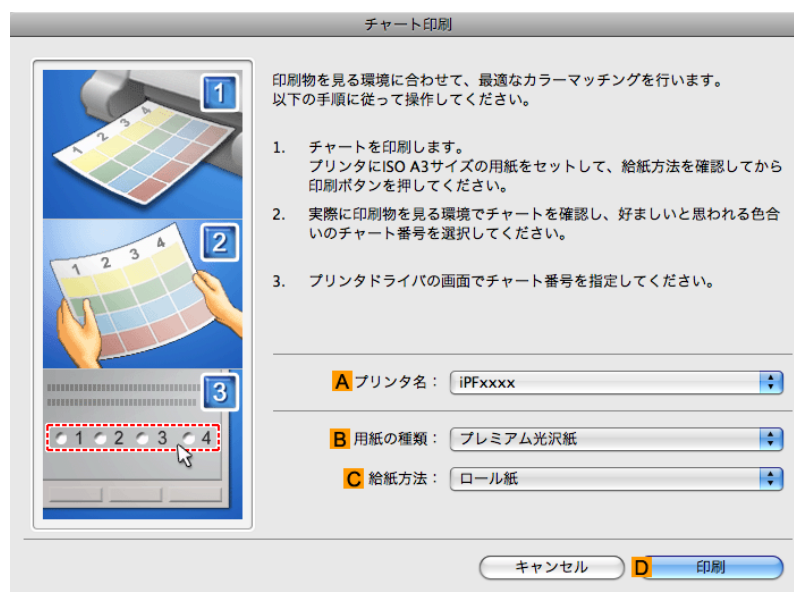 チャート印刷
1
1 2 3 4
2
1 2 3 4
3
1 2 3 4
印刷物を見る環境に合わせて、最適なカラーマッチングを行います。
以下の手順に従って操作してください。
1. チャートを印刷します。
プリンタにISO A3サイズの用紙をセットして、給紙方法を確認してから
印刷ボタンを押してください。
2. 実際に印刷物を見る環境でチャートを確認し、好ましいと思われる色合
いのチャート番号を選択してください。
3. プリンタドライバの画面でチャート番号を指定してください。
A プリンタ名： iPFxxxx
B 用紙の種類： プレミアム光沢紙
C 給紙方法： ロール紙
キャンセル D 印刷